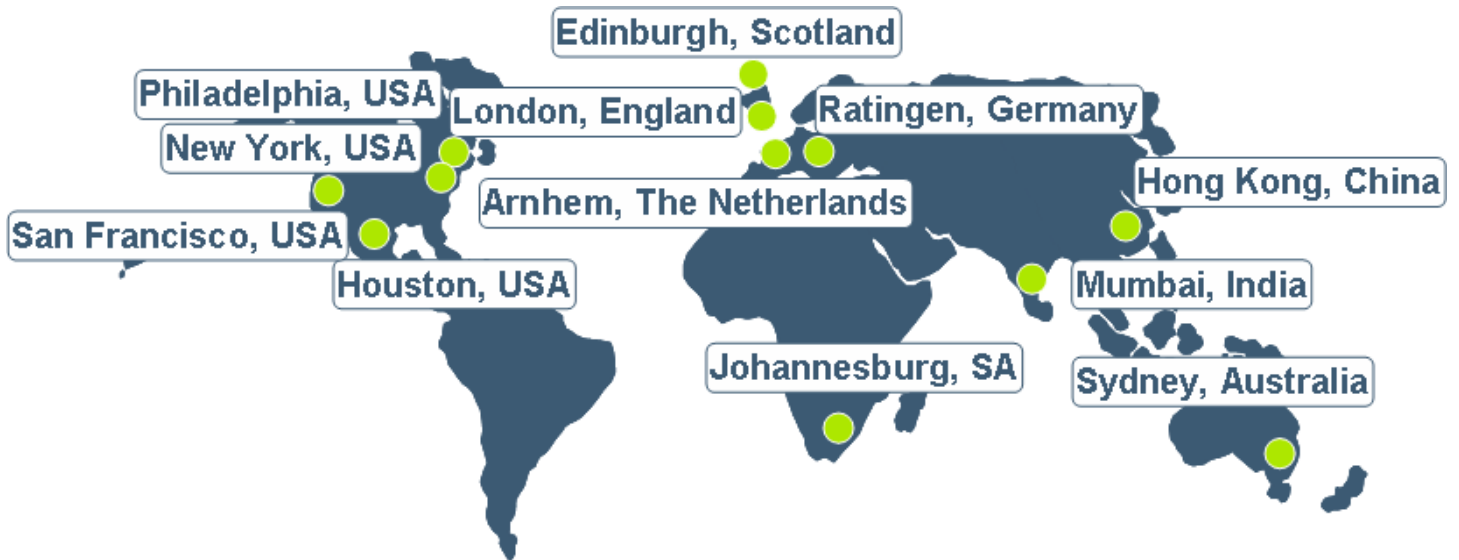 Edinburgh, Scotland
Philadelphia, USA
London, England
Ratingen, Germany
New York, USA
Hong Kong, China
Arnhem, The Netherlands
San Francisco, USA
Houston, USA
Mumbai, India
Johannesburg, SA
Sydney, Australia